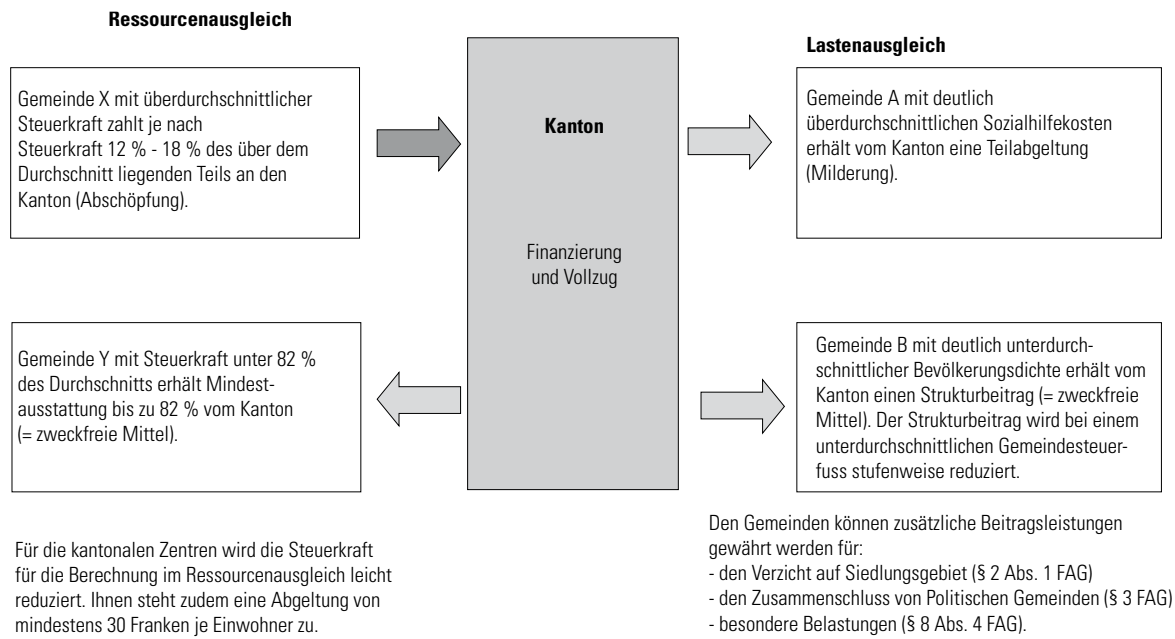 Ressourcenausgleich
Gemeinde X mit überdurchschnittlicher
Steuerkraft zahlt je nach
Steuerkraft 12 % - 18 % des über dem
Durchschnitt liegenden Teils an den
Kanton (Abschöpfung).
Gemeinde Y mit Steuerkraft unter 82 %
des Durchschnitts erhält Mindest-
ausstattung bis zu 82 % vom Kanton
(= zweckfreie Mittel).
Für die kantonalen Zentren wird die Steuerkraft
für die Berechnung im Ressourcenausgleich leicht
reduziert. Ihnen steht zudem eine Abgeltung von
mindestens 30 Franken je Einwohner zu.
Kanton
Finanzierung
und Vollzug
Lastenausgleich
Gemeinde A mit deutlich
überdurchschnittlichen Sozialhilfekosten
erhält vom Kanton eine Teilabgeltung
(Milderung).
Gemeinde B mit deutlich unterdurch-
schnittlicher Bevölkerungsdichte erhält vom
Kanton einen Strukturbeitrag (= zweckfreie
Mittel). Der Strukturbeitrag wird bei einem
unterdurchschnittlichen Gemeindesteuer-
fuss stufenweise reduziert.
Den Gemeinden können zusätzliche Beitragsleistungen
gewährt werden für:
- den Verzicht auf Siedlungsgebiet (§ 2 Abs. 1 FAG)
- den Zusammenschluss von Politischen Gemeinden (§ 3 FAG)
- besondere Belastungen (§ 8 Abs. 4 FAG).